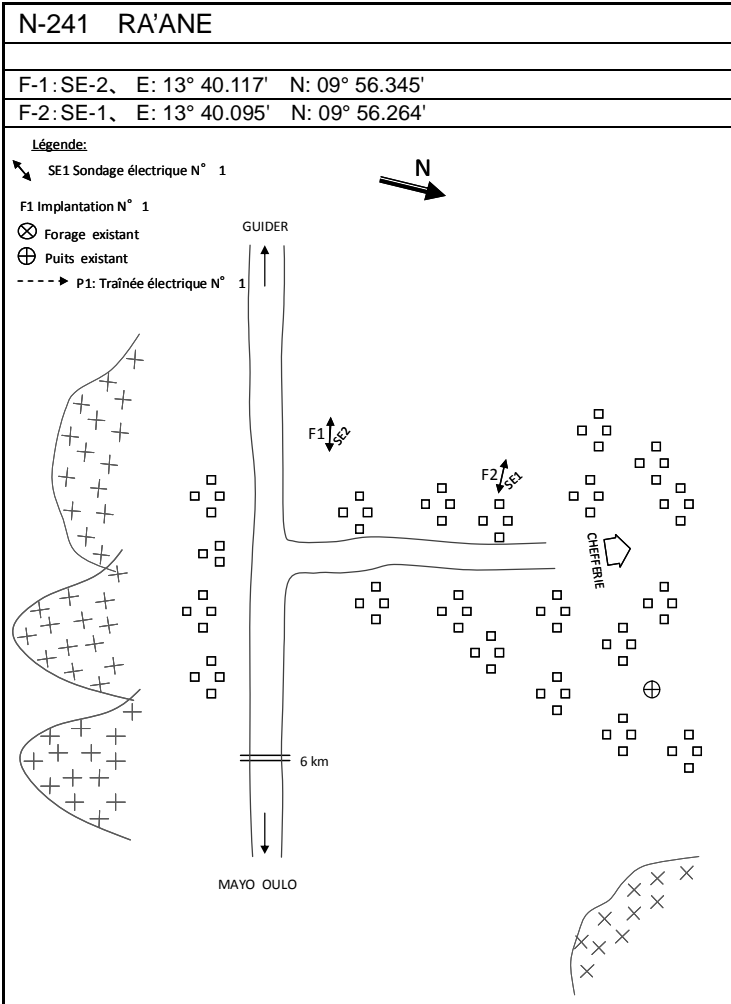 N-241 RA'ANE
F-1:SE-2、 E: 13° 40.117' N: 09° 56.345'
F-2:SE-1、 E: 13° 40.095' N: 09° 56.264'
Légende:
SE1 Sondage électrique N° 1
N
F1 Implantation N° 1
GUIDER
Forage existant
Puits existant
P1: Traînée électrique N° 1
F1
SE2
F2
SE1
CHEFFERIE
6 km
MAYO OULO